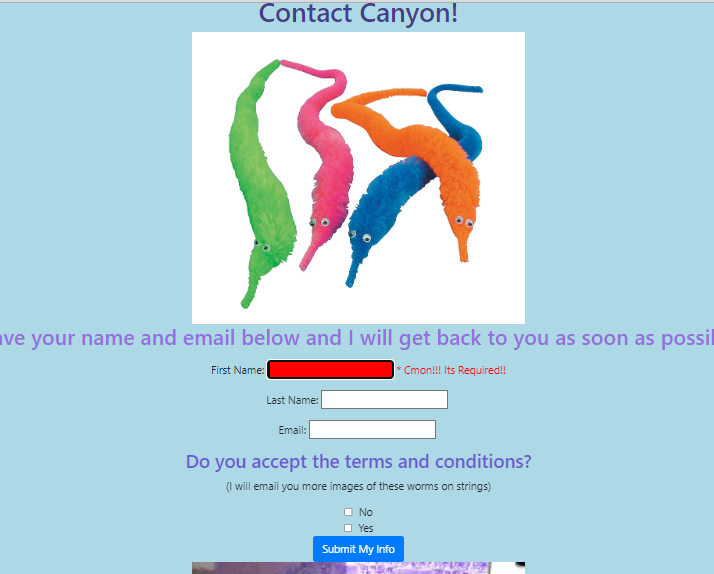 Contact Canyon!
ave your name and email below and I will get back to you as soon as possil
First Name: * Cmon!!! Its Required!!
Last Name:
Email:
Do you accept the terms and conditions?
(I will email you more images of these worms on strings)
No
Yes
Submit My Info